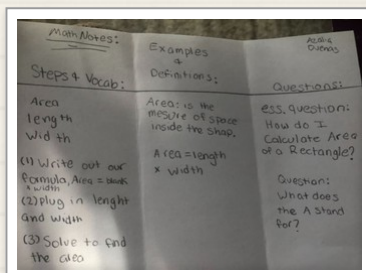 Math Notes:
Steps & Vocab:
Area
length
Width
(1) Write out our
formula, Area =
x width
(2) Plug in lenght
and width
(3) Solve to find
the area
Examples
&
Definitions:
Area: is the
mesure of space
inside the shap.
Area = length
x width
Questions:
ess. question:
How do I
Calculate Area
of a Rectangle?
Question:
What does
the A stand
for?